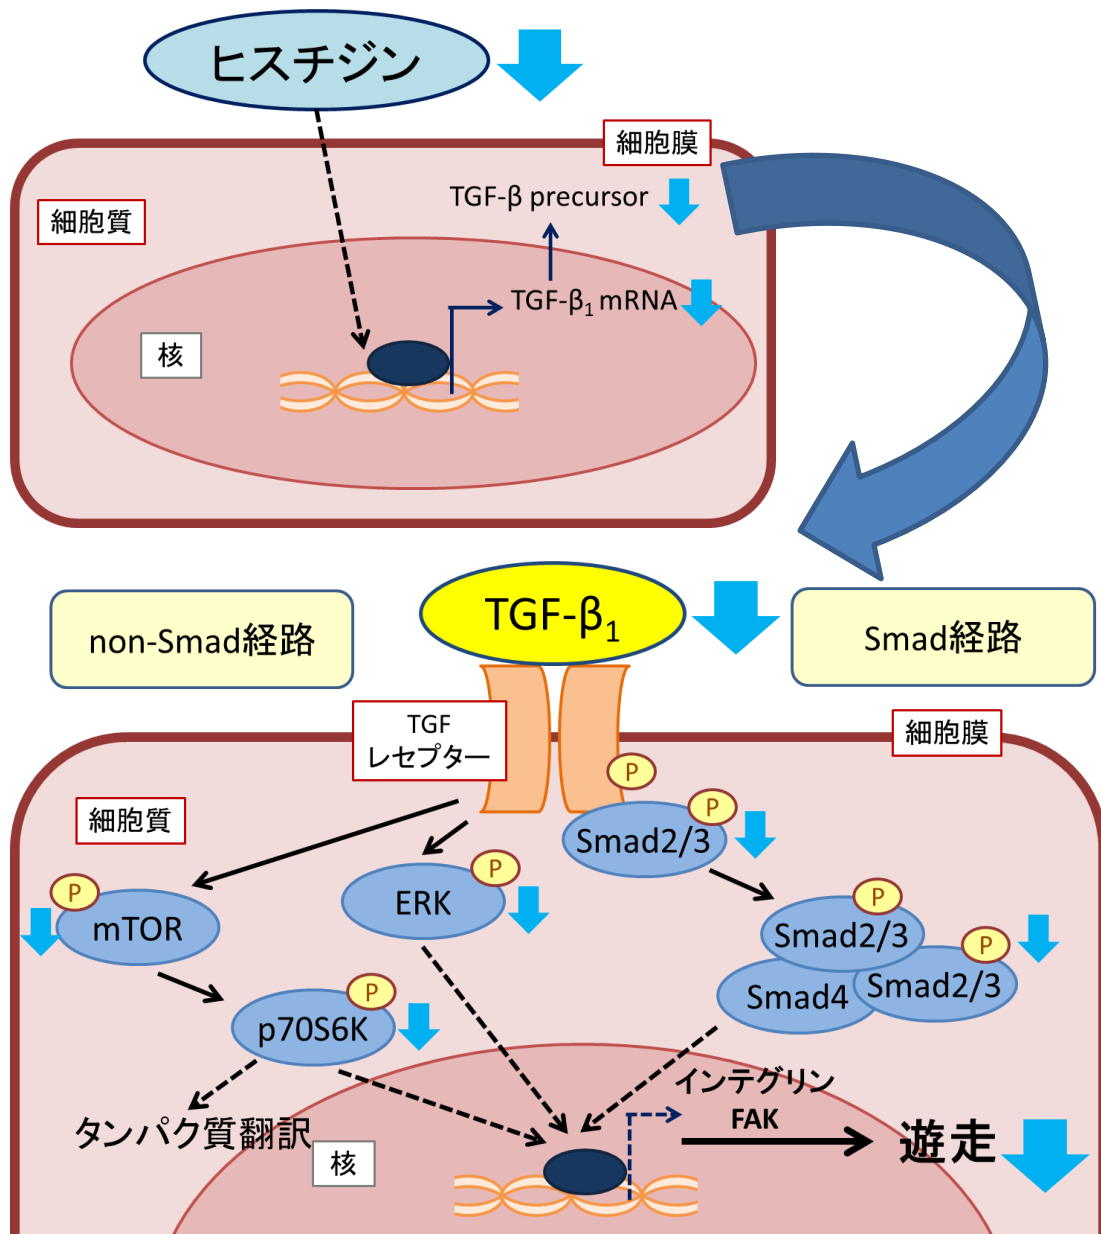 ヒスチジン
細胞膜
TGF-β precursor
細胞質
TGF-β₁ mRNA
核
TGF-β₁
non-Smad経路
Smad経路
TGF
レセプター
細胞膜
P
P
Smad2/3
細胞質
P
mTOR
P
ERK
P
Smad2/3
P
Smad2/3
Smad4
P
p70S6K
インテグリン
FAK
タンパク質翻訳
遊走
核